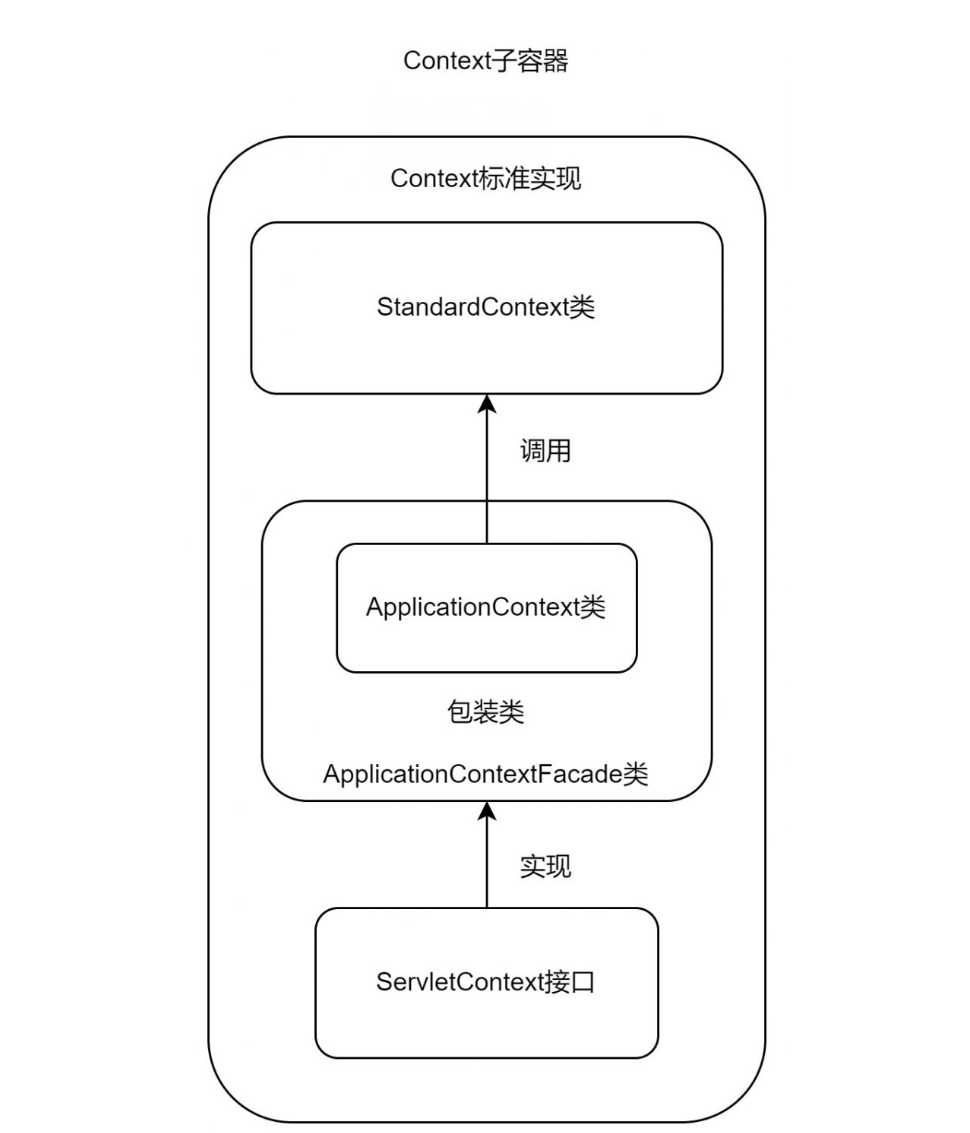 Context子容器
Context标准实现
StandardContext类
调用
ApplicationContext类
包装类
ApplicationContextFacade类
实现
ServletContext接口